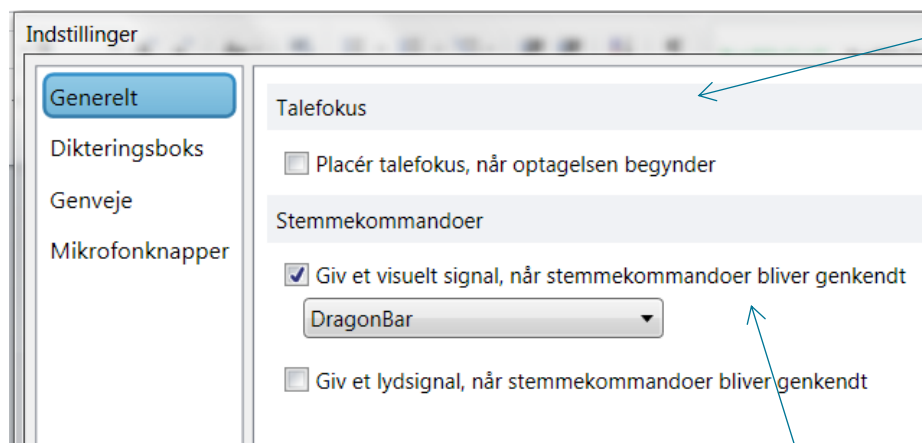 Indstillinger
Generelt
Dikteringsboks
Genveje
Mikrofonknapper
Talefokus
Placér talefokus, når optagelsen begynder
Stemmekommandoer
Giv et visuelt signal, når stemmekommandoer bliver genkendt
DragonBar
Giv et lydsignal, når stemmekommandoer bliver genkendt